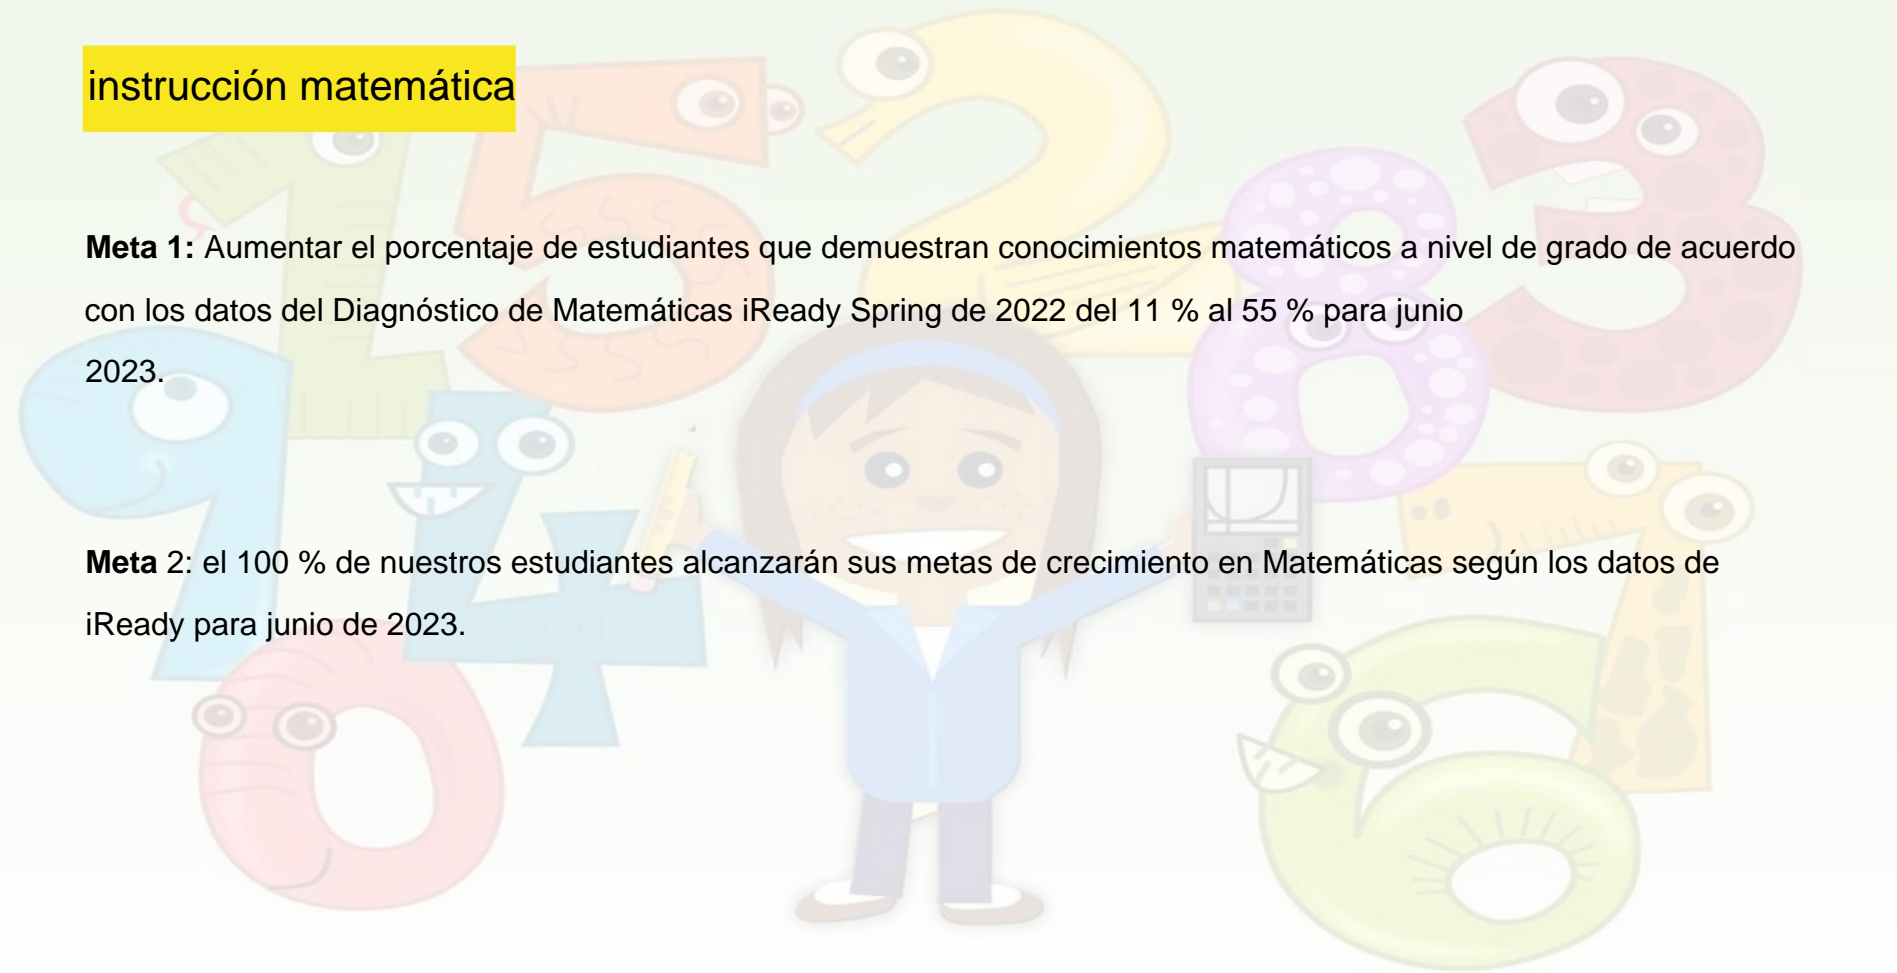 instrucción matemática
Meta 1: Aumentar el porcentaje de estudiantes que demuestran conocimientos matemáticos a nivel de grado de acuerdo
con los datos del Diagnóstico de Matemáticas iReady Spring de 2022 del 11 % al 55 % para junio
2023.
Meta 2: el 100 % de nuestros estudiantes alcanzarán sus metas de crecimiento en Matemáticas según los datos de
iReady para junio de 2023.